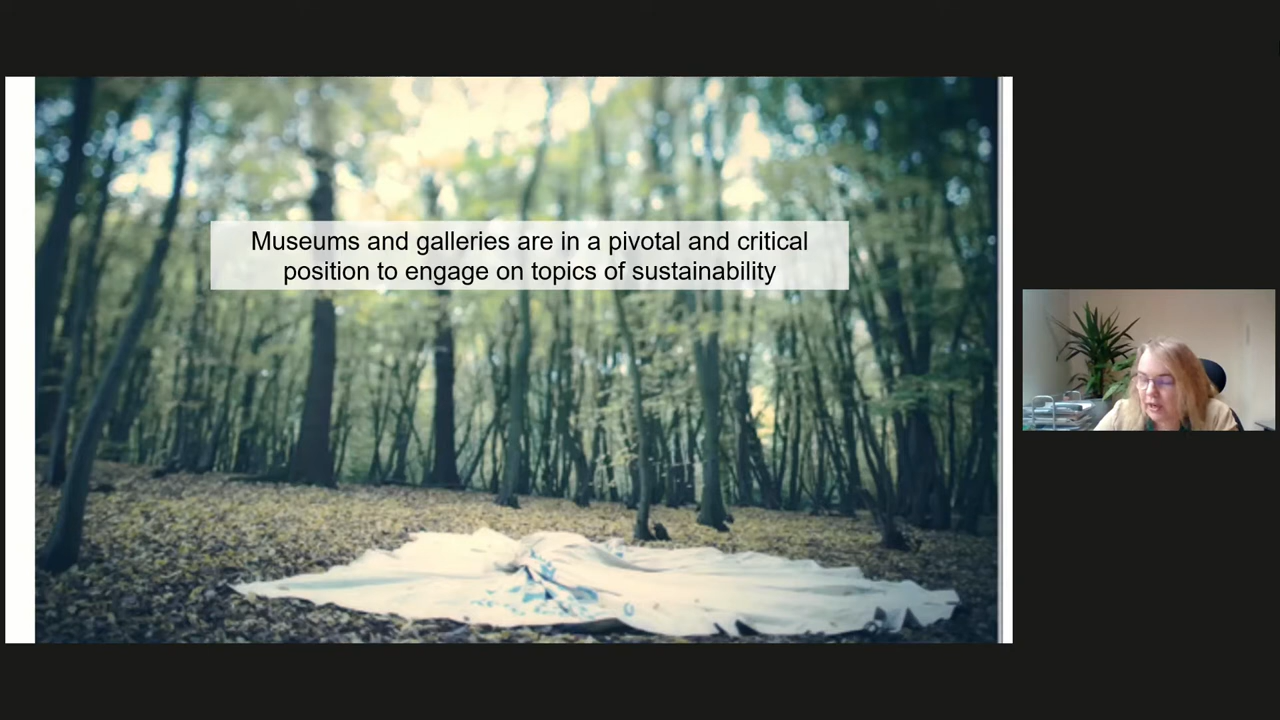 Museums and galleries are in a pivotal and critical
position to engage on topics of sustainability